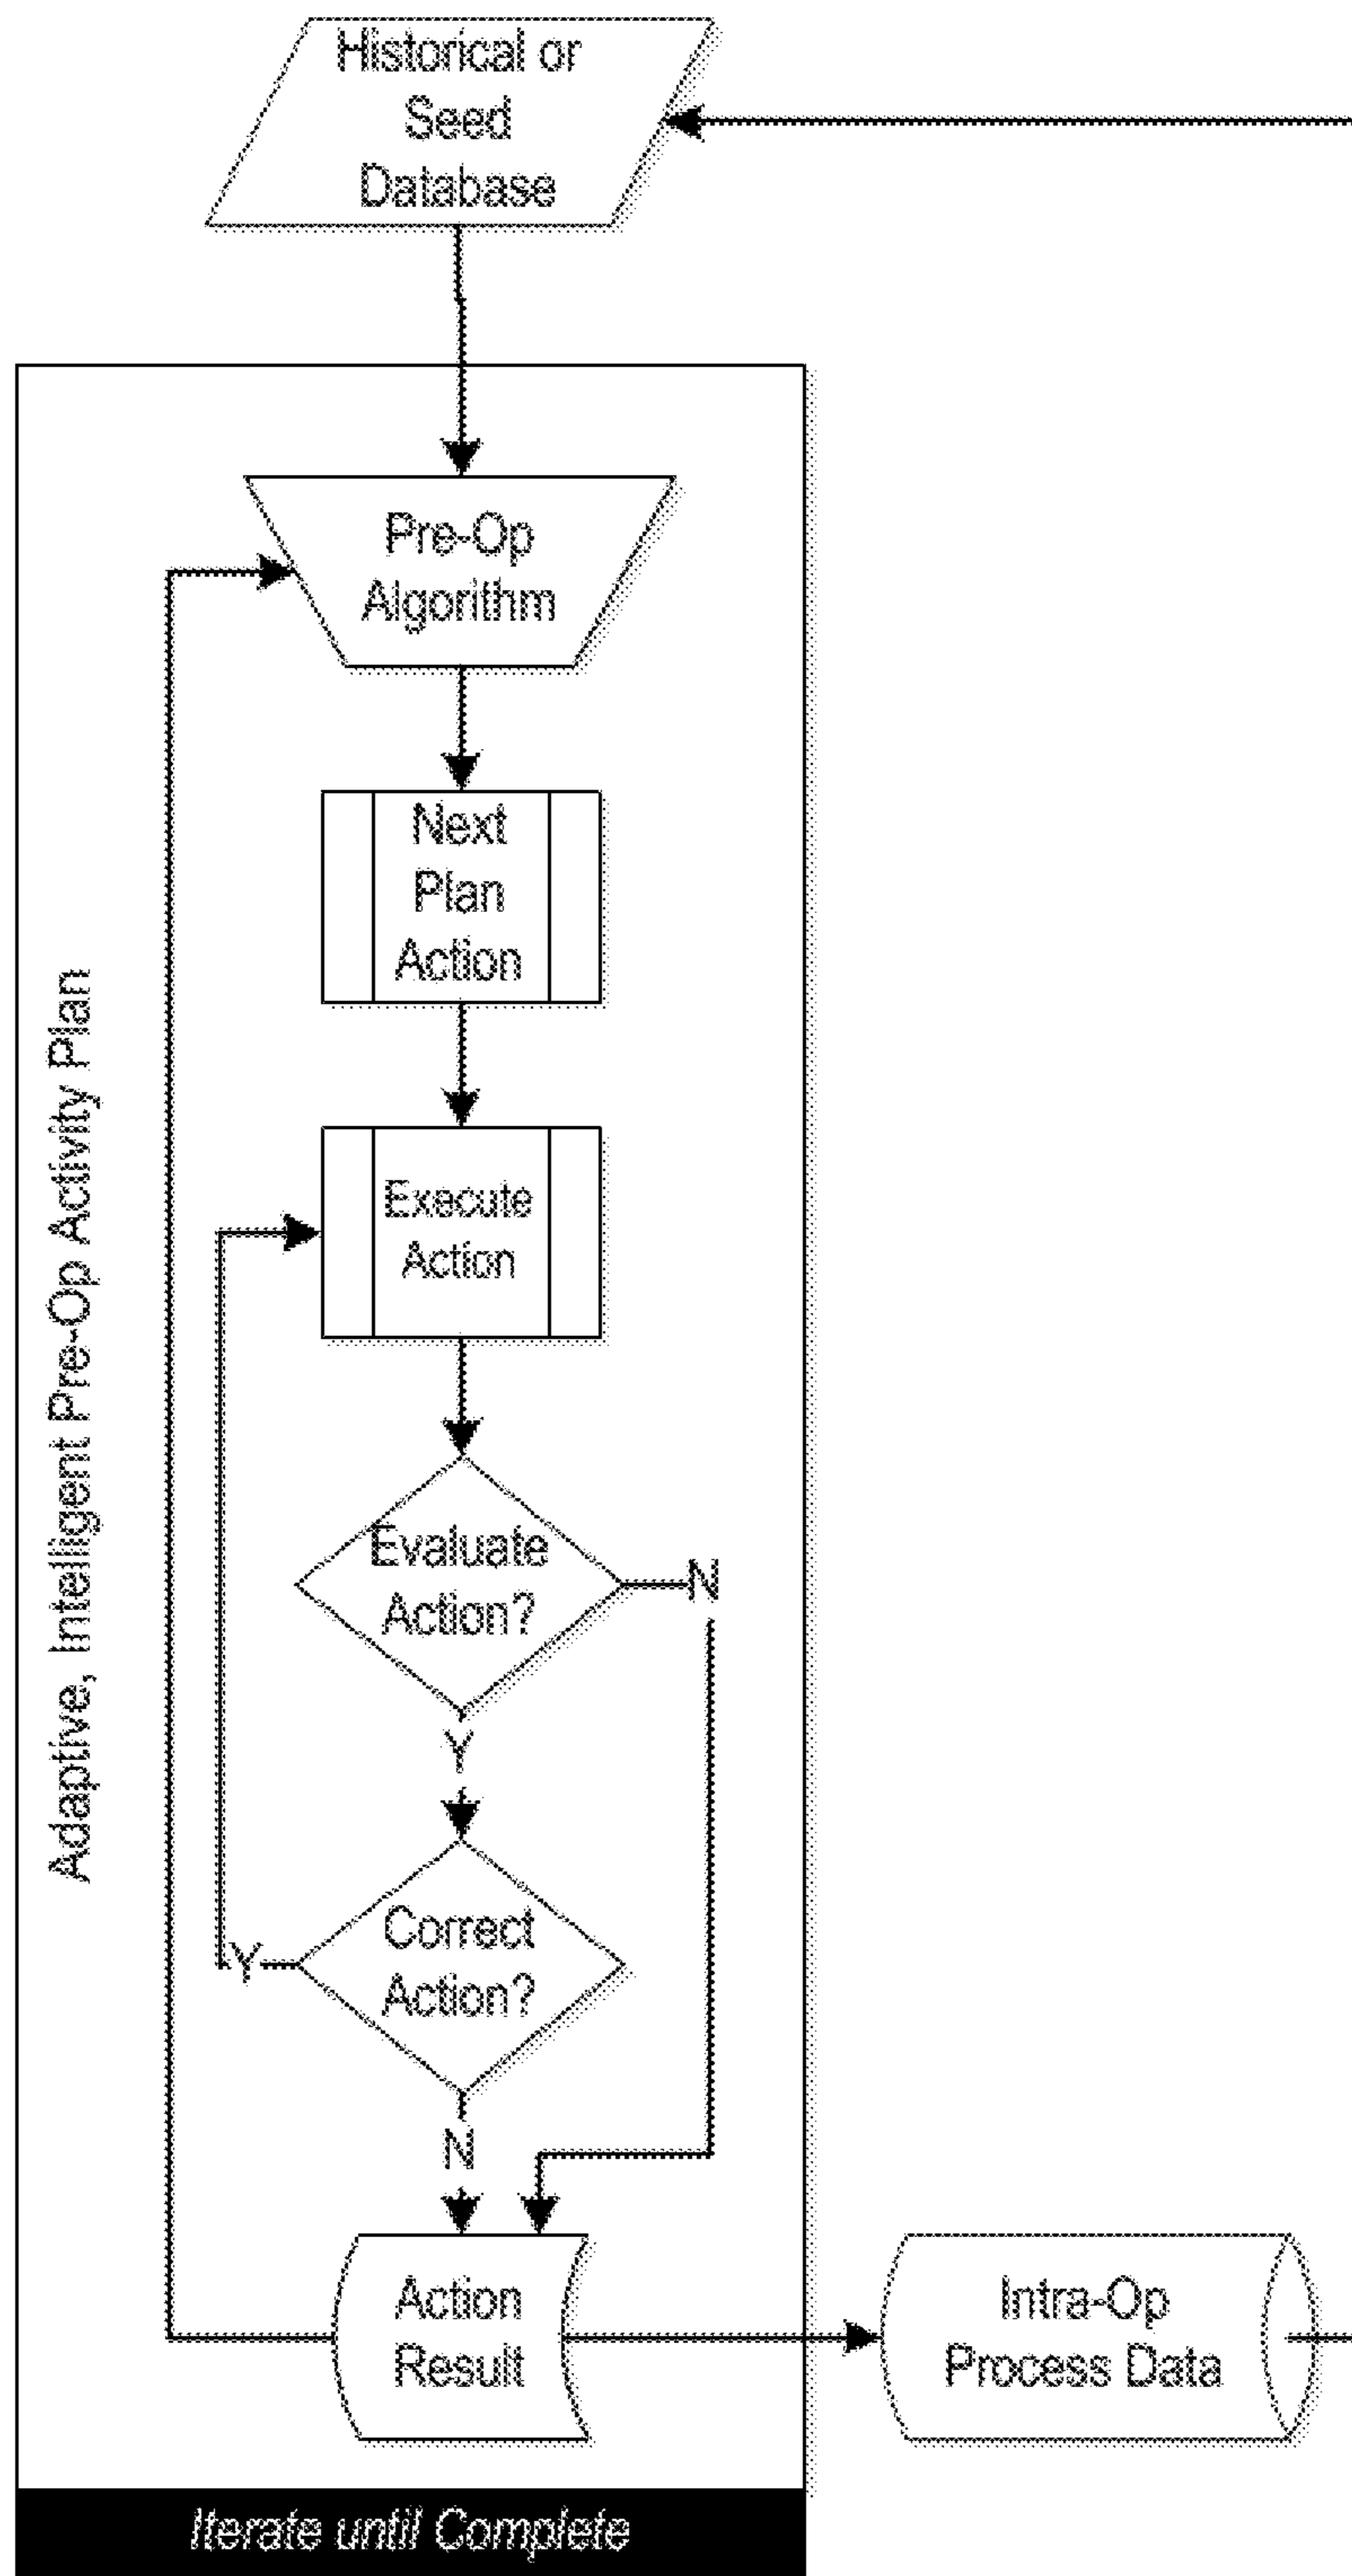 Historical or
Seed
Database
Pre-Op
Algorithm
Next
Plan
Action
Execute
Action
Evaluate
Action?
N
Y
Correct
Action?
Y
N
Action
Result
Intra-Op
Process Data
Adaptive, Intelligent Pre-Op Activity Plan
Iterate until Complete